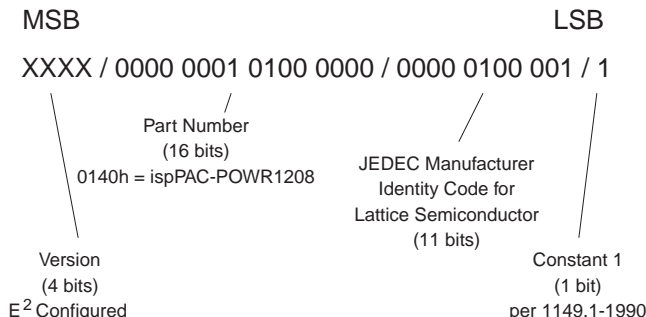 MSB LSB
XXXX / 0000 0001 0100 0000 / 0000 0100 001 / 1
Part Number
(16 bits)
0140h = ispPAC-POWR1208
JEDEC Manufacturer
Identity Code for
Lattice Semiconductor
(11 bits)
Version
(4 bits)
E² Configured
Constant 1
(1 bit)
per 1149.1-1990